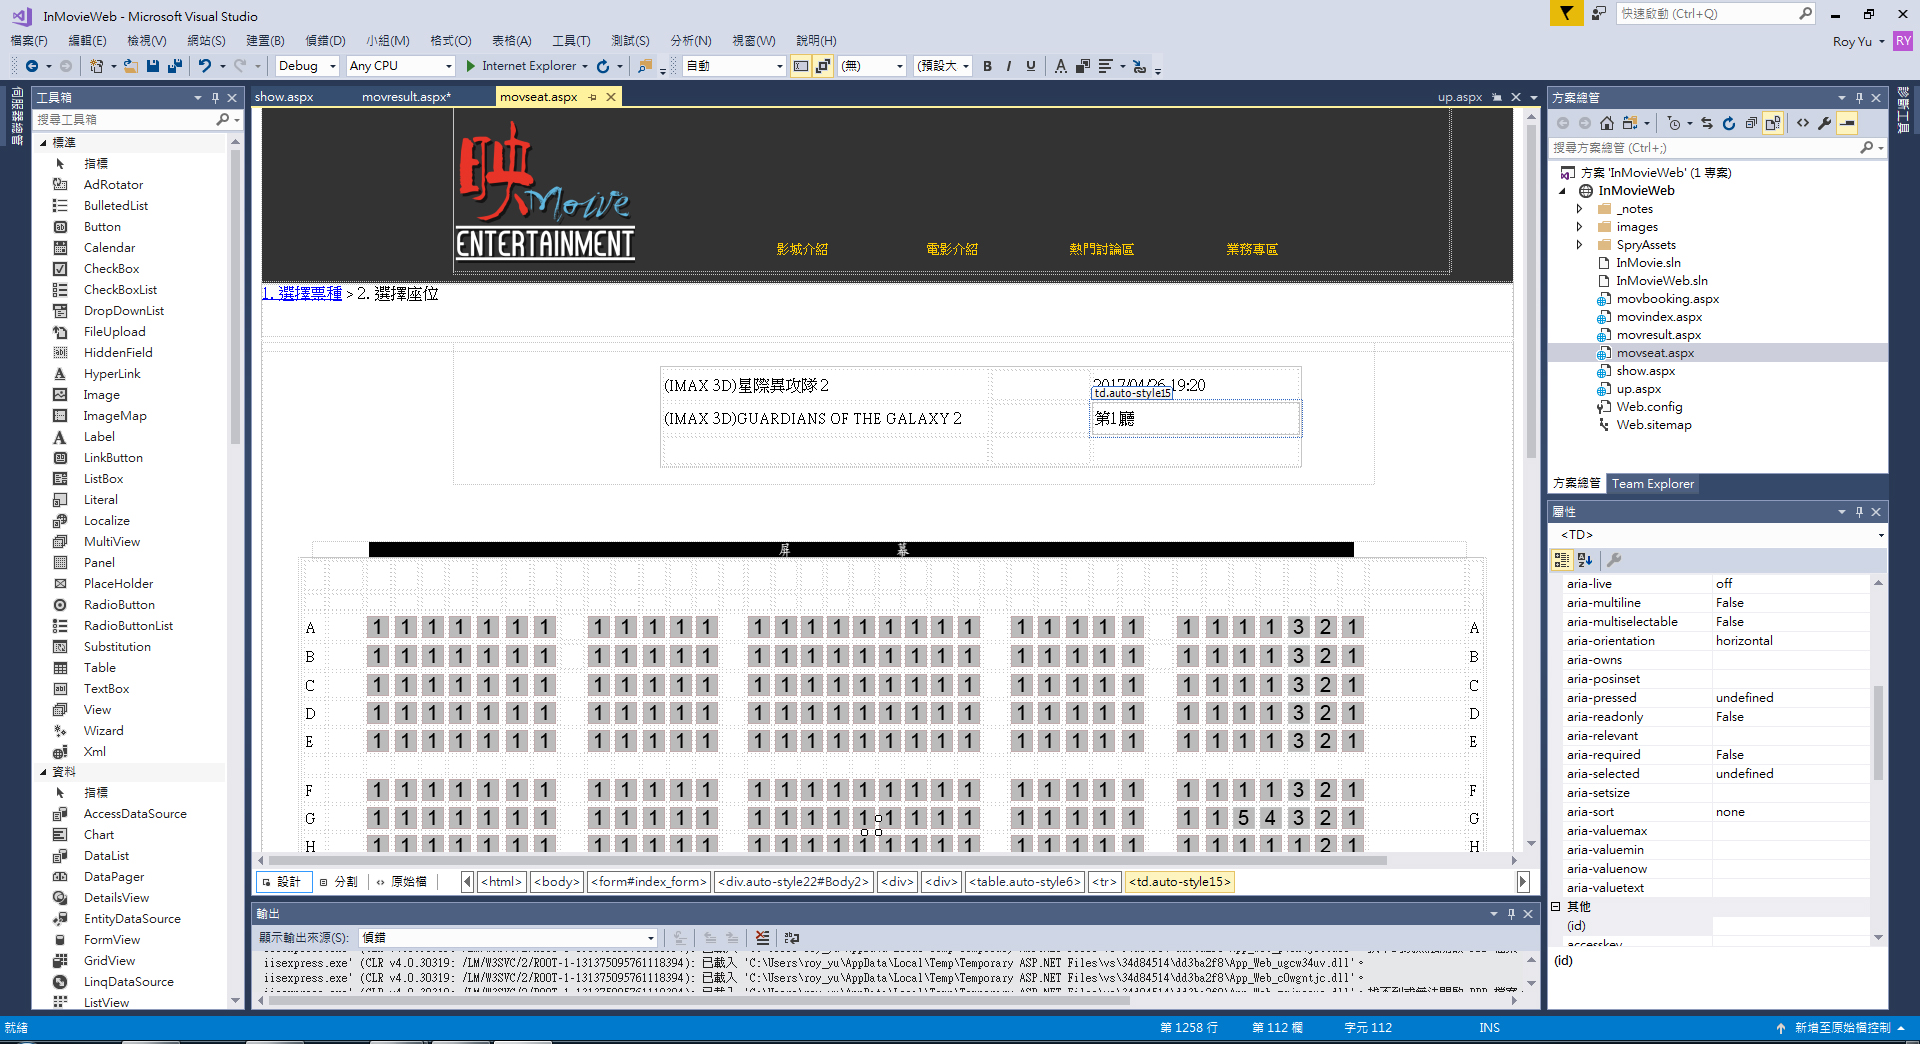 InMovieWeb - Microsoft Visual Studio
快速啟動 (Ctrl+Q)
檔案(F) 編輯(E) 檢視(V) 網站(S) 建置(B) 偵錯(D) 小組(M) 格式(O) 表格(A) 工具(T) 測試(S) 分析(N) 視窗(W) 說明(H)
Roy Yu RY
Debug Any CPU Internet Explorer 自動 (無) (預設大 B I U A
伺服器總管
工具箱
搜尋工具箱
標準
指標
AdRotator
BulletedList
Button
Calendar
CheckBox
CheckBoxList
DropDownList
FileUpload
HiddenField
HyperLink
Image
ImageMap
Label
LinkButton
ListBox
Literal
Localize
MultiView
Panel
PlaceHolder
RadioButton
RadioButtonList
Substitution
Table
TextBox
View
Wizard
Xml
資料
指標
AccessDataSource
Chart
DataList
DataPager
DetailsView
EntityDataSource
FormView
GridView
LinqDataSource
ListView
show.aspx movresult.aspx* movseat.aspx up.aspx
映 Movie
ENTERTAINMENT
影城介紹 電影介紹 熱門討論區 業務專區
1. 選擇票種 > 2. 選擇座位
(IMAX 3D)星際異攻隊 2 2017/04/26 19:20
td.auto-style15
(IMAX 3D)GUARDIANS OF THE GALAXY 2 第1廳
屏 幕
A 1 1 1 1 1 1 1 1 1 1 1 1 1 1 1 1 1 1 1 1 1 1 1 1 1 1 1 1 1 1 3 2 1 A
B 1 1 1 1 1 1 1 1 1 1 1 1 1 1 1 1 1 1 1 1 1 1 1 1 1 1 1 1 1 1 3 2 1 B
C 1 1 1 1 1 1 1 1 1 1 1 1 1 1 1 1 1 1 1 1 1 1 1 1 1 1 1 1 1 1 3 2 1 C
D 1 1 1 1 1 1 1 1 1 1 1 1 1 1 1 1 1 1 1 1 1 1 1 1 1 1 1 1 1 1 3 2 1 D
E 1 1 1 1 1 1 1 1 1 1 1 1 1 1 1 1 1 1 1 1 1 1 1 1 1 1 1 1 1 1 3 2 1 E
F 1 1 1 1 1 1 1 1 1 1 1 1 1 1 1 1 1 1 1 1 1 1 1 1 1 1 1 1 1 1 3 2 1 F
G 1 1 1 1 1 1 1 1 1 1 1 1 1 1 1 1 1 1 1 1 1 1 1 1 1 1 1 1 5 4 3 2 1 G
H 1 1 1 1 1 1 1 1 1 1 1 1 1 1 1 1 1 1 1 1 1 1 1 1 1 1 1 1 1 1 1 2 1 H
設計 分割 原始檔 <html> <body> <form#index_form> <div.auto-style22#Body2> <div> <div> <table.auto-style6> <tr> <td.auto-style15>
輸出
顯示輸出來源(S): 偵錯
iisexpress.exe' (CLR v4.0.30319: /LM/W3SVC/2/ROOT-1-131375095761118394): 已載入 'C:\Users\roy_yu\AppData\Local\Temp\Temporary ASP.NET Files\vs\34d84514\dd3ba2f8\App_Web_ugcw34uv.dll'。
iisexpress.exe' (CLR v4.0.30319: /LM/W3SVC/2/ROOT-1-131375095761118394): 已載入 'C:\Users\roy_yu\AppData\Local\Temp\Temporary ASP.NET Files\vs\34d84514\dd3ba2f8\App_Web_c0wgntjc.dll'。
方案總管
搜尋方案總管 (Ctrl+;)
方案 'InMovieWeb' (1 專案)
InMovieWeb
_notes
images
SpryAssets
InMovie.sln
InMovieWeb.sln
movbooking.aspx
movindex.aspx
movresult.aspx
movseat.aspx
show.aspx
up.aspx
Web.config
Web.sitemap
方案總管 Team Explorer
屬性
<TD>
aria-live off
aria-multiline False
aria-multiselectable False
aria-orientation horizontal
aria-owns
aria-posinset
aria-pressed undefined
aria-readonly False
aria-relevant
aria-required False
aria-selected undefined
aria-setsize
aria-sort none
aria-valuemax
aria-valuemin
aria-valuenow
aria-valuetext
其他
(id)
accesskey
(id)
診斷工具
就緒 第 1258 行 第 112 欄 字元 112 INS 新增至原始檔控制